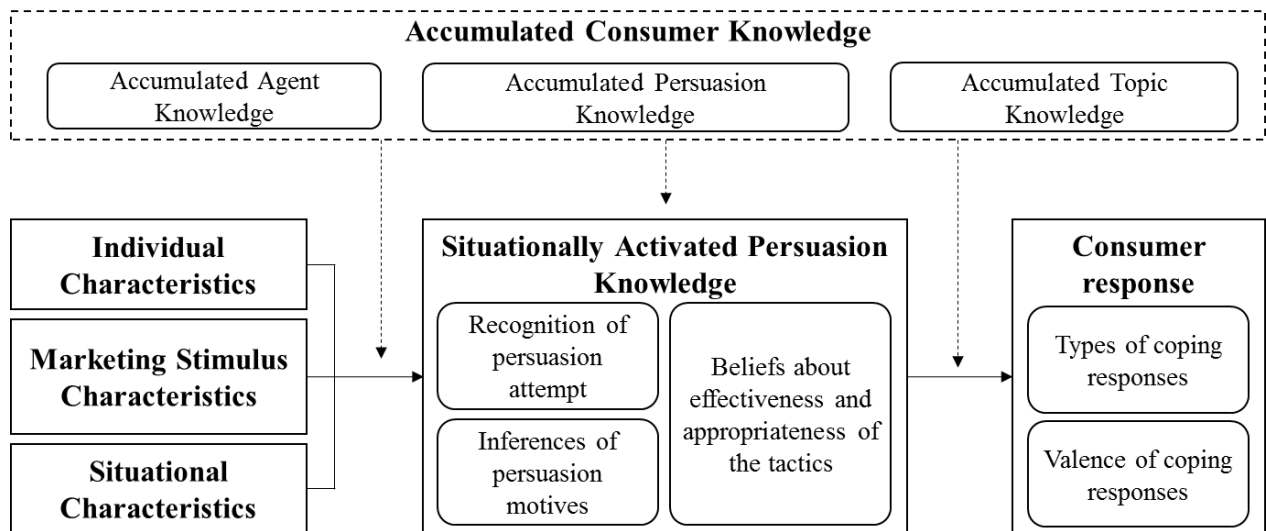 Accumulated Consumer Knowledge
Accumulated Agent
Knowledge
Accumulated Persuasion
Knowledge
Accumulated Topic
Knowledge
Individual
Characteristics
Marketing Stimulus
Characteristics
Situational
Characteristics
Situationally Activated Persuasion
Knowledge
Recognition of
persuasion
attempt
Inferences of
persuasion
motives
Beliefs about
effectiveness and
appropriateness of
the tactics
Consumer
response
Types of coping
responses
Valence of coping
responses